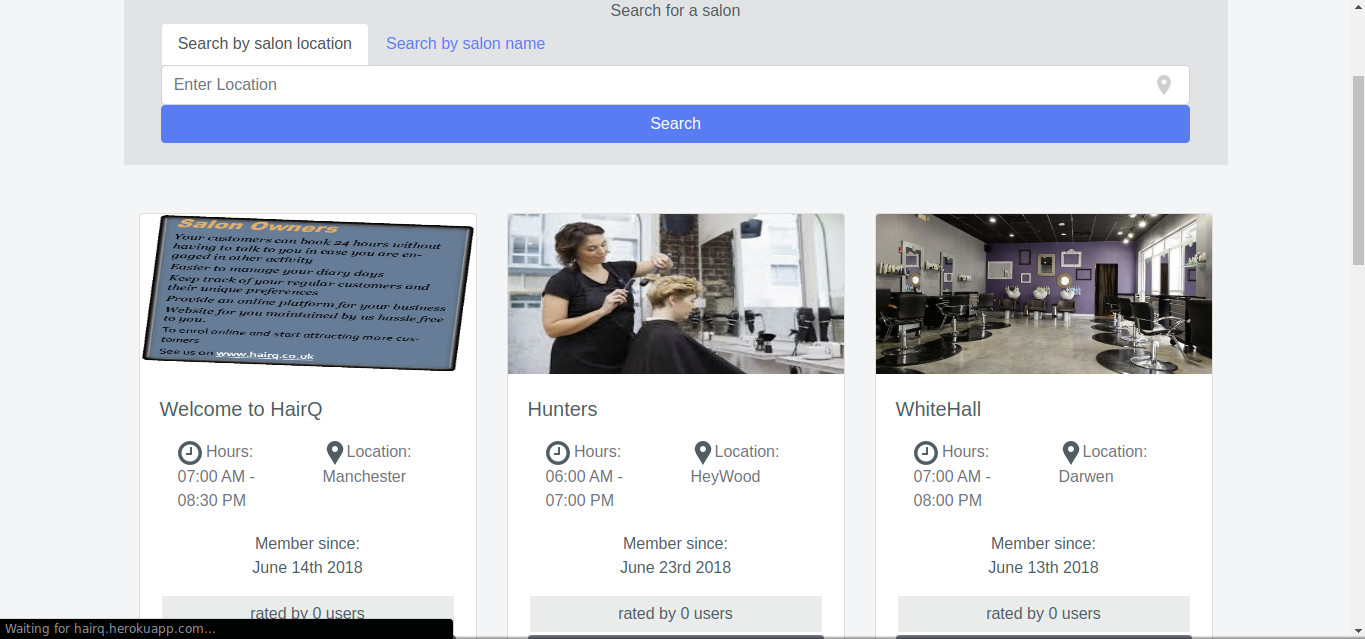 Search for a salon
Search by salon location
Search by salon name
Enter Location
Search
Salon Owners
Your customers can book 24 hours without
having to talk to you in case you are en-
gaged in other activity
Easier to manage your diary days
Keep track of your regular customers and
their unique preferences
Provide an online platform for your business
Website for you maintained by us hassle free
to you.
To enrol online and start attracting more cus-
tomers
See us on www.hairq.co.uk
Welcome to HairQ
Hours:
07:00 AM -
08:30 PM
Location:
Manchester
Member since:
June 14th 2018
rated by 0 users
Hunters
Hours:
06:00 AM -
07:00 PM
Location:
HeyWood
Member since:
June 23rd 2018
rated by 0 users
WhiteHall
Hours:
07:00 AM -
08:00 PM
Location:
Darwen
Member since:
June 13th 2018
rated by 0 users
Waiting for hairq.herokuapp.com...